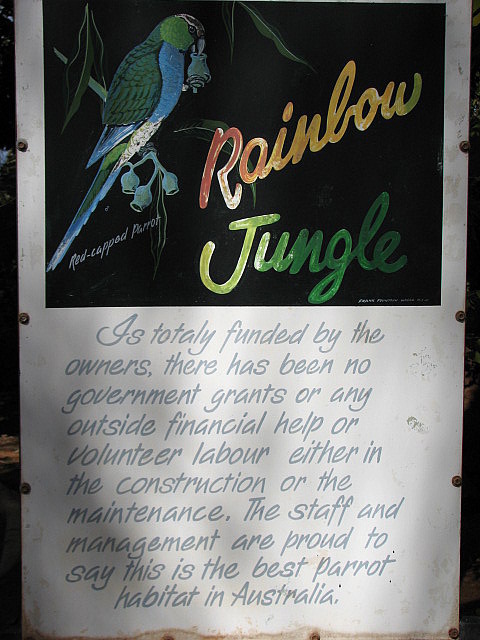 Rainbow
Jungle
Red-capped Parrot
Is totaly funded by the
owners, there has been no
government grants or any
outside financial help or
volunteer labour either in
the construction or the
maintenance. The staff and
management are proud to
say this is the best parrot
habitat in Australia.